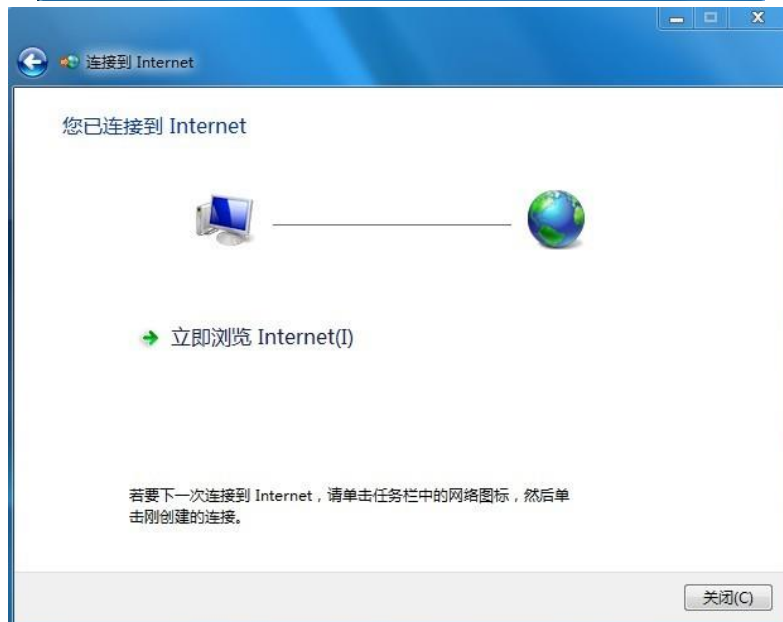 连接到 Internet
您已连接到 Internet
立即浏览 Internet(I)
若要下一次连接到 Internet，请单击任务栏中的网络图标，然后单
击刚创建的连接。
关闭(C)